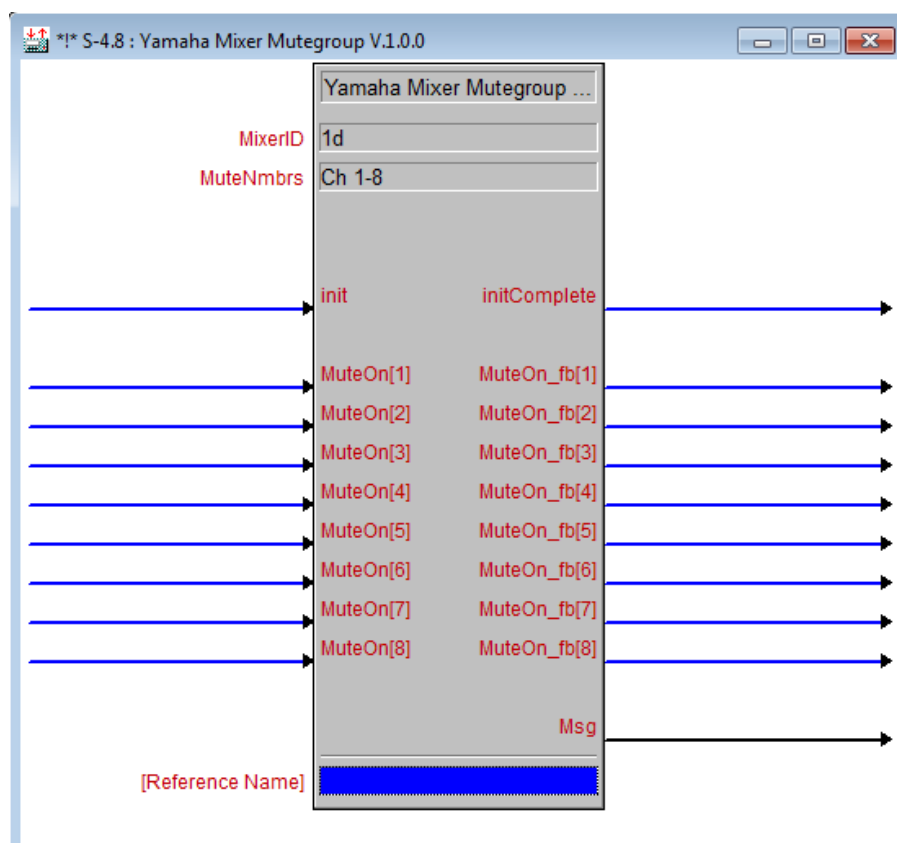 *!* S-4.8 : Yamaha Mixer Mutegroup V.1.0.0
Yamaha Mixer Mutegroup ...
MixerID 1d
MuteNmbrs Ch 1-8
init initComplete
MuteOn[1] MuteOn_fb[1]
MuteOn[2] MuteOn_fb[2]
MuteOn[3] MuteOn_fb[3]
MuteOn[4] MuteOn_fb[4]
MuteOn[5] MuteOn_fb[5]
MuteOn[6] MuteOn_fb[6]
MuteOn[7] MuteOn_fb[7]
MuteOn[8] MuteOn_fb[8]
Msg
[Reference Name]